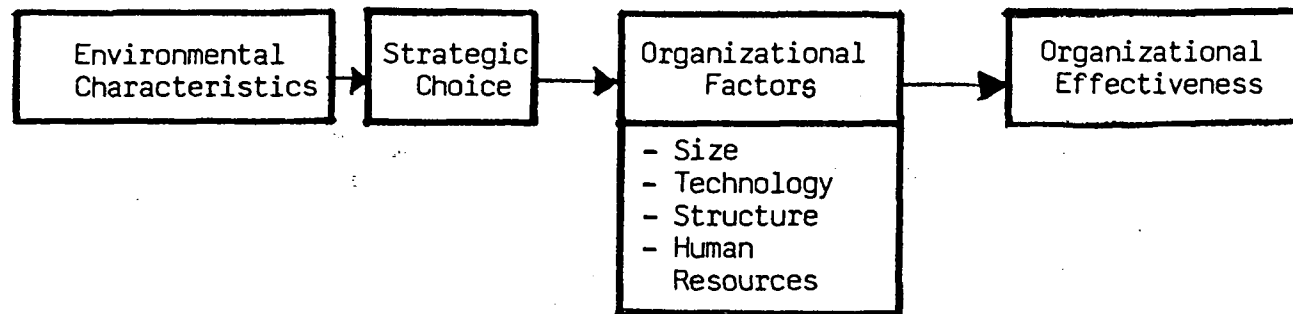 Environmental
Characteristics
Strategic
Choice
Organizational
Factors
- Size
- Technology
- Structure
- Human
Resources
Organizational
Effectiveness